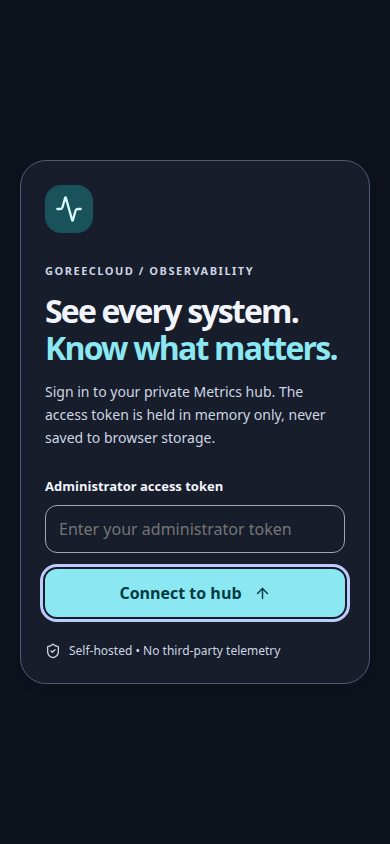 GOREECLOUD / OBSERVABILITY
See every system.
Know what matters.
Sign in to your private Metrics hub. The
access token is held in memory only, never
saved to browser storage.
Administrator access token
Enter your administrator token
Connect to hub
Self-hosted • No third-party telemetry